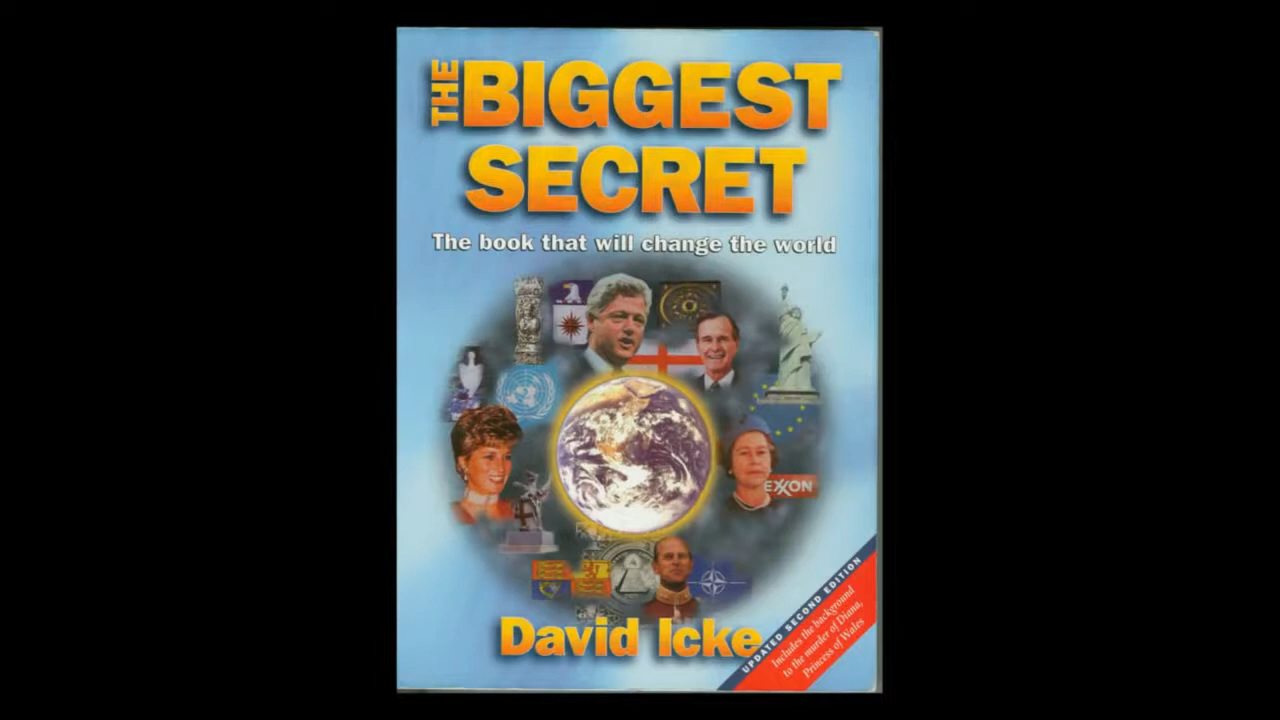 THE BIGGEST
SECRET
The book that will change the world
EXXON
David Icke
UPDATED SECOND EDITION
Includes the background
to the murder of Diana,
Princess of Wales